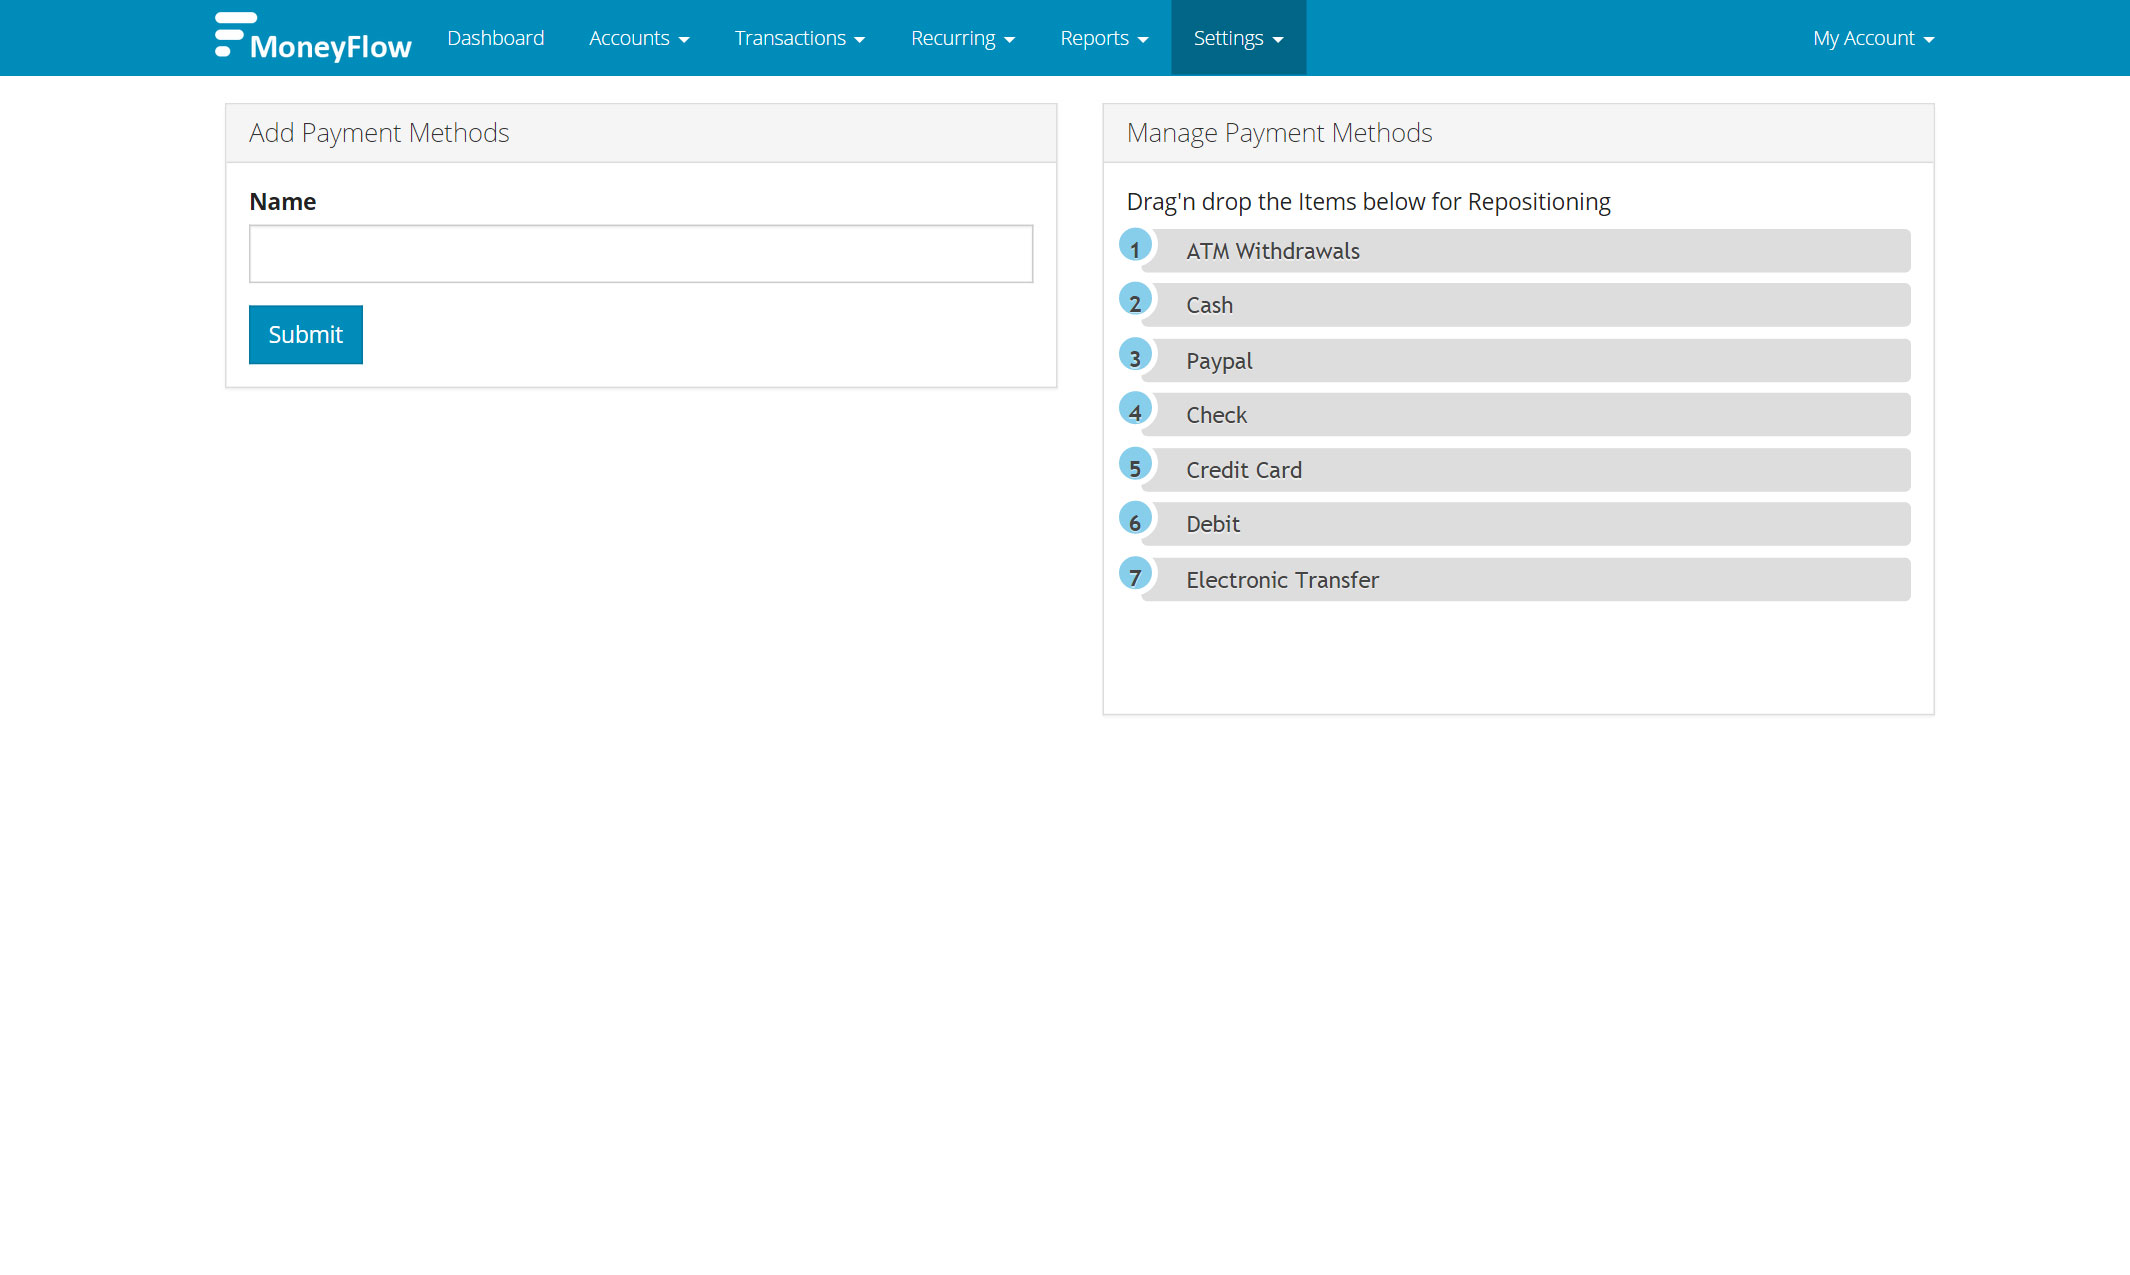 MoneyFlow Dashboard Accounts Transactions Recurring Reports Settings My Account
Add Payment Methods
Name
Submit
Manage Payment Methods
Drag'n drop the Items below for Repositioning
1 ATM Withdrawals
2 Cash
3 Paypal
4 Check
5 Credit Card
6 Debit
7 Electronic Transfer